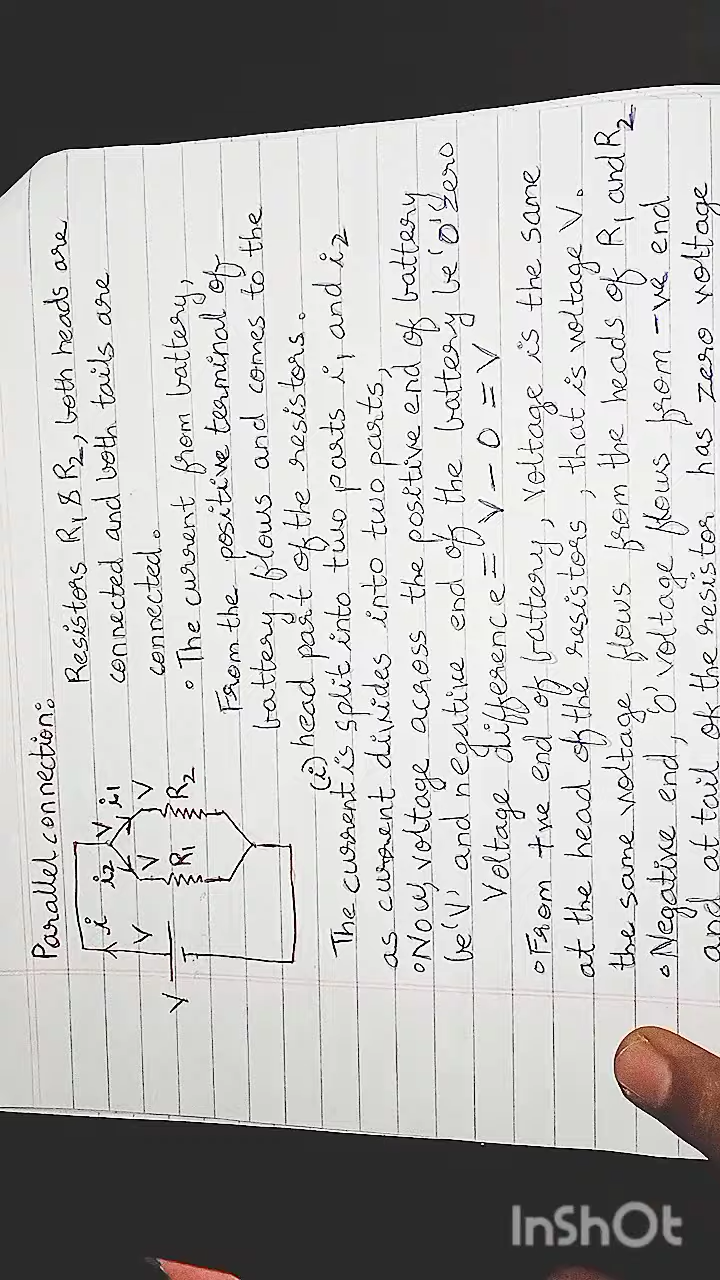 Parallel connection:
i
i2
V
i1
V
V
V
V
R1
R2
Resistors R1 & R2, both heads are
connected and both tails are
connected.
• The current from battery,
From the positive terminal of
battery, flows and comes to the
(i) head part of the resistors.
The current is split into two parts i1 and i2
as current divides into two parts,
• Now, voltage across the positive end of battery
be 'V' and negative end of the battery be '0' zero
Voltage difference = V - 0 = V
• From +ve end of battery, voltage is the same
at the head of the resistors, that is voltage V.
the same voltage flows from the heads of R1 and R2
• Negative end, '0' voltage flows from -ve end
and at tail of the resistor has zero voltage
InShOt